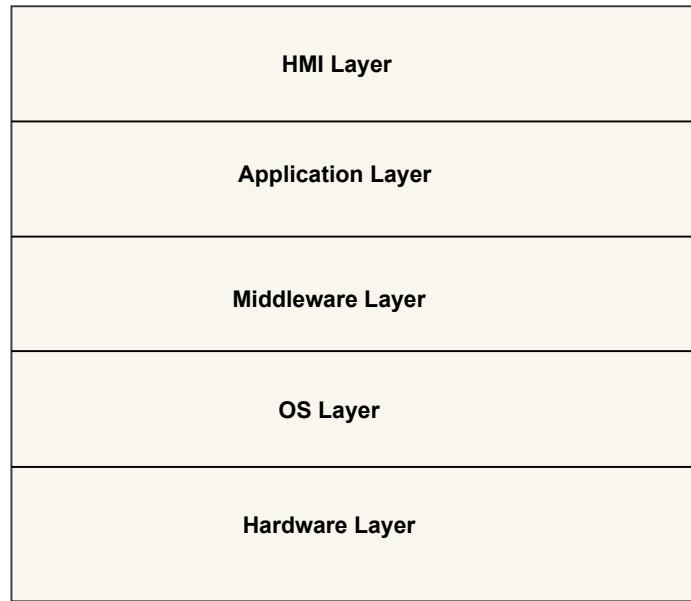 HMI Layer
Application Layer
Middleware Layer
OS Layer
Hardware Layer